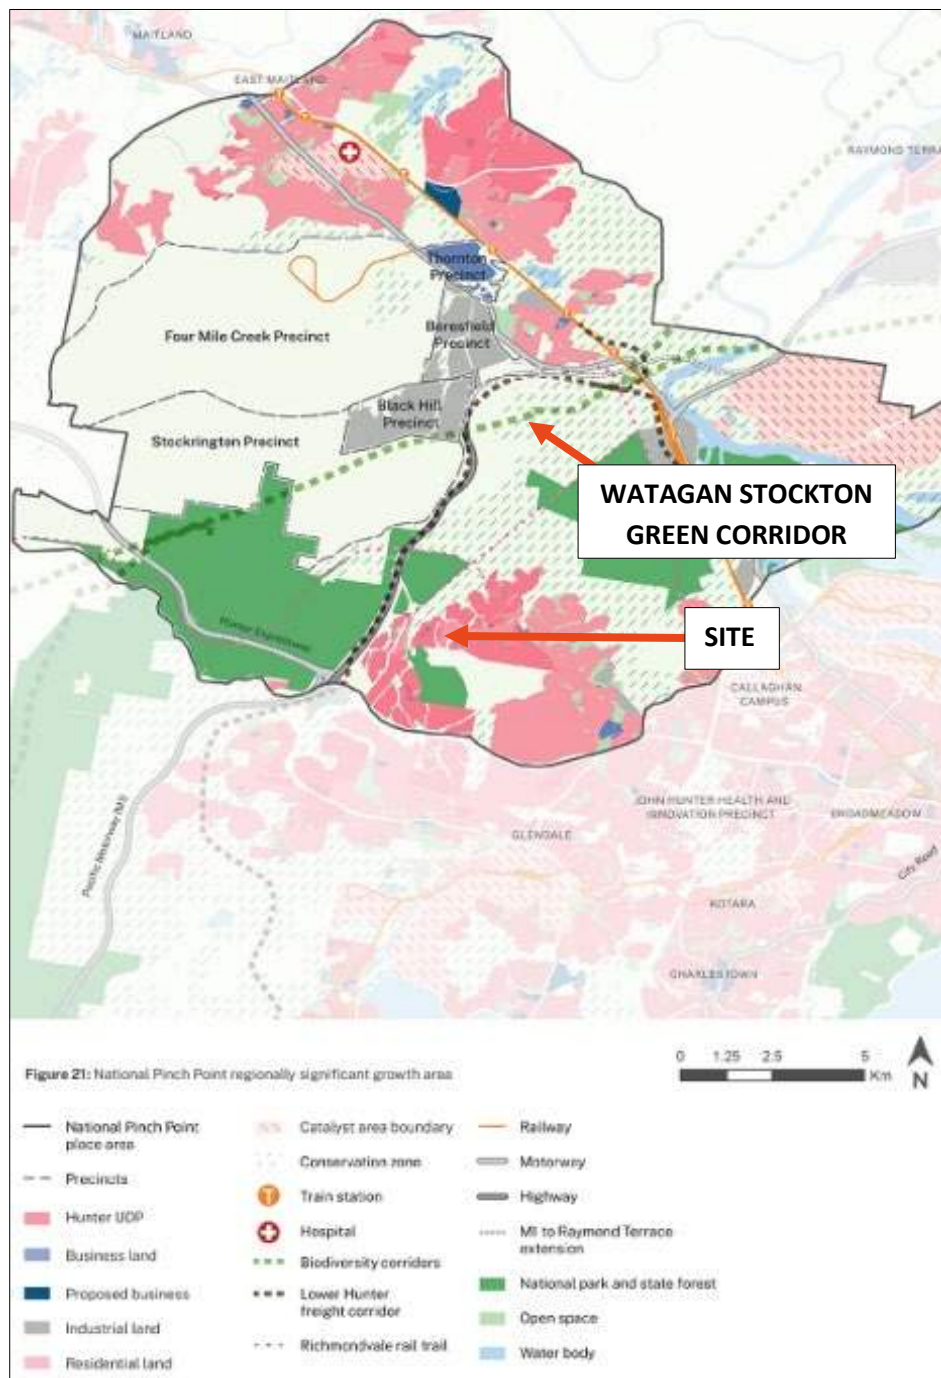 MAITLAND
EAST MAITLAND
RAYMOND TERRA
Thornton
Precinct
Four Mile Creek Precinct
Beresfield
Precinct
Black Hill
Precinct
Stockrington Precinct
WATAGAN STOCKTON
GREEN CORRIDOR
Hunter Expressway
SITE
CALLAGHAN
CAMPUS
Pacific Motorway (M1)
JOHN HUNTER HEALTH AND
INNOVATION PRECINCT
BROADMEADOW
GLENDALE
City Road
KOTARA
CHARLESTOWN
Figure 21: National Pinch Point regionally significant growth area
0 1.25 2.5 5 Km
N
National Pinch Point
place area
Precincts
Hunter UDP
Business land
Proposed business
Industrial land
Residential land
Catalyst area boundary
Conservation zone
T Train station
Hospital
Biodiversity corridors
Lower Hunter
freight corridor
Richmondvale rail trail
Railway
Motorway
Highway
M1 to Raymond Terrace
extension
National park and state forest
Open space
Water body